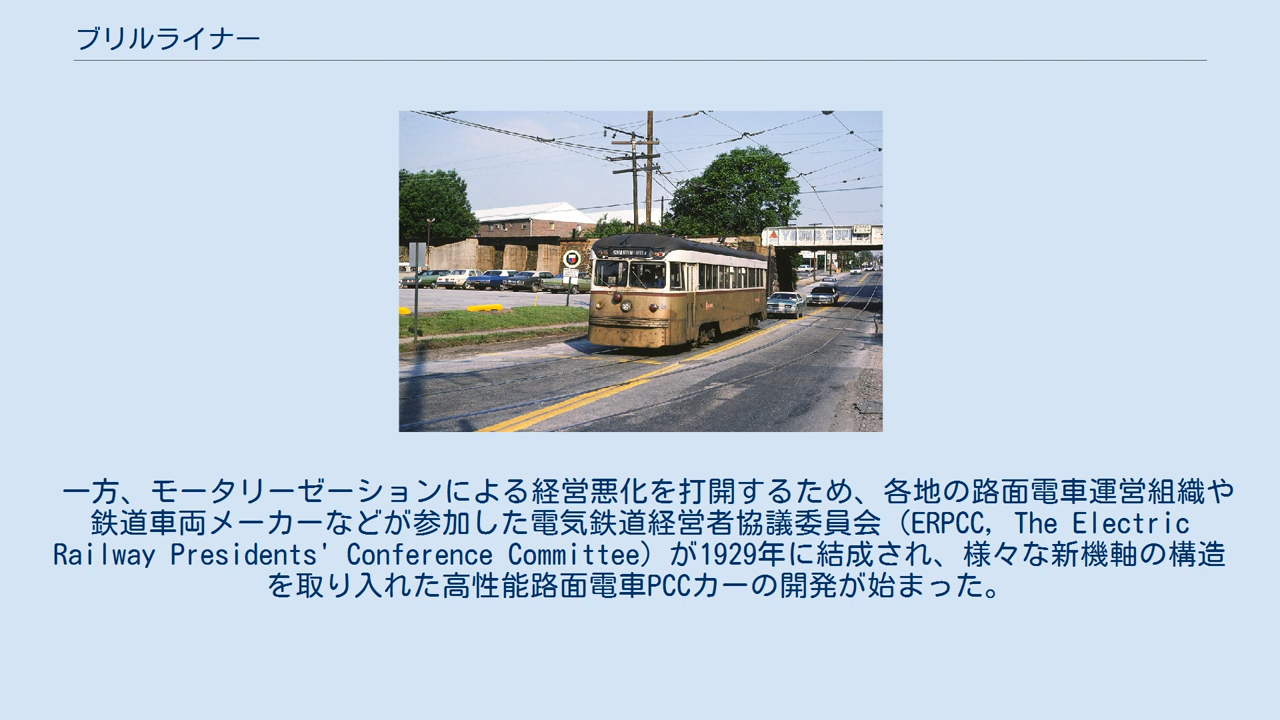 ブリルライナー
一方、モータリーゼーションによる経営悪化を打開するため、各地の路面電車運営組織や
鉄道車両メーカーなどが参加した電気鉄道経営者協議委員会（ERPCC, The Electric
Railway Presidents' Conference Committee）が1929年に結成され、様々な新機軸の構造
を取り入れた高性能路面電車PCCカーの開発が始まった。